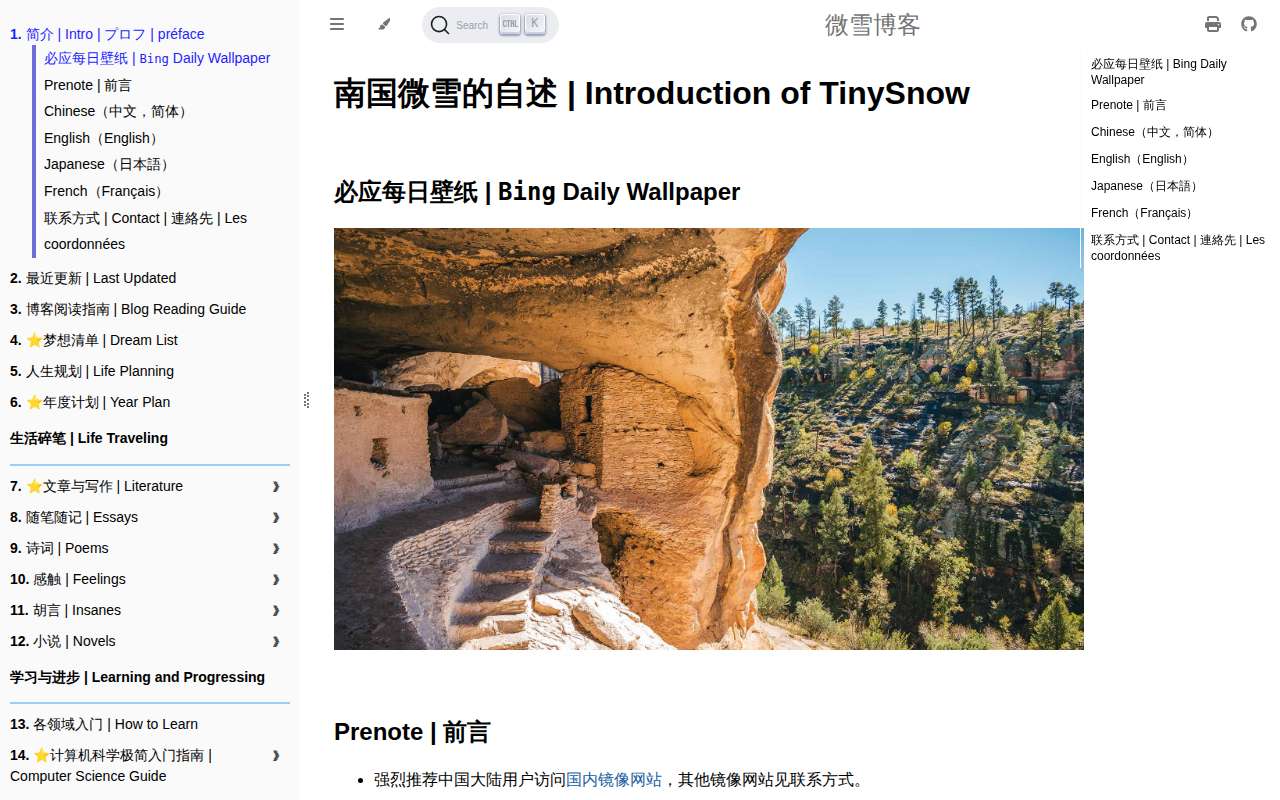 1. 简介 | Intro | プロフ | préface
必应每日壁纸 | Bing Daily Wallpaper
Prenote | 前言
Chinese（中文，简体）
English（English）
Japanese（日本語）
French（Français）
联系方式 | Contact | 連絡先 | Les
coordonnées
2. 最近更新 | Last Updated
3. 博客阅读指南 | Blog Reading Guide
4. ⭐梦想清单 | Dream List
5. 人生规划 | Life Planning
6. ⭐年度计划 | Year Plan
生活碎笔 | Life Traveling
7. ⭐文章与写作 | Literature
8. 随笔随记 | Essays
9. 诗词 | Poems
10. 感触 | Feelings
11. 胡言 | Insanes
12. 小说 | Novels
学习与进步 | Learning and Progressing
13. 各领域入门 | How to Learn
14. ⭐计算机科学极简入门指南 |
Computer Science Guide
Search CTRL K
微雪博客
南国微雪的自述 | Introduction of TinySnow
必应每日壁纸 | Bing Daily Wallpaper
Prenote | 前言
强烈推荐中国大陆用户访问国内镜像网站，其他镜像网站见联系方式。
必应每日壁纸 | Bing Daily
Wallpaper
Prenote | 前言
Chinese（中文，简体）
English（English）
Japanese（日本語）
French（Français）
联系方式 | Contact | 連絡先 | Les
coordonnées